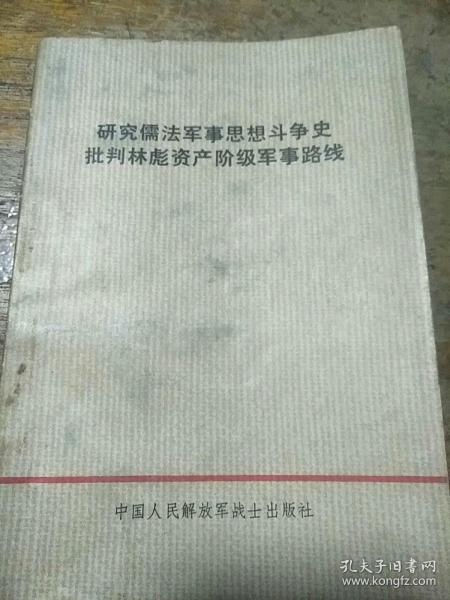 研究儒法军事思想斗争史
批判林彪资产阶级军事路线
中国人民解放军战士出版社
孔夫子旧书网
www.kongfz.com